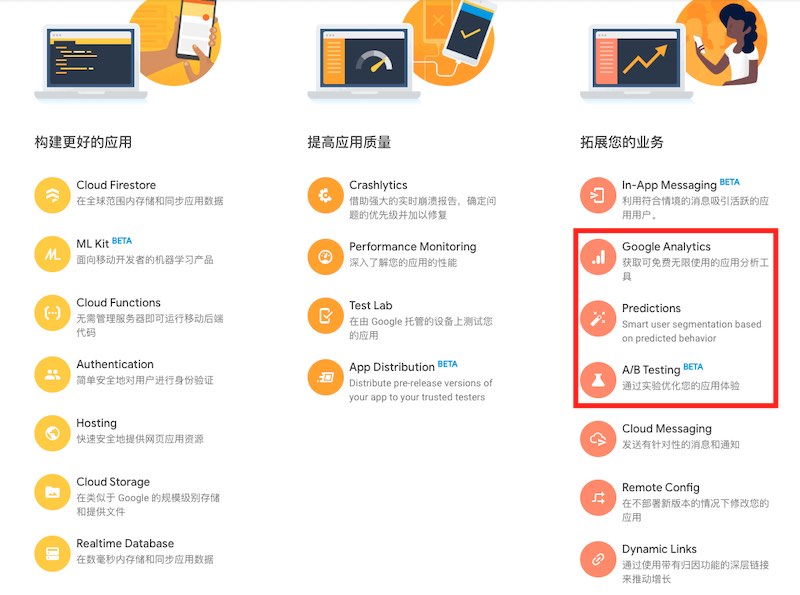 构建更好的应用
Cloud Firestore
在全球范围内存储和同步应用数据
ML Kit BETA
面向移动开发者的机器学习产品
Cloud Functions
无需管理服务器即可运行移动后端
代码
Authentication
简单安全地对用户进行身份验证
Hosting
快速安全地提供网页应用资源
Cloud Storage
在类似于 Google 的规模级别存储
和提供文件
Realtime Database
在数毫秒内存储和同步应用数据
提高应用质量
Crashlytics
借助强大的实时崩溃报告，确定问
题的优先级并加以修复
Performance Monitoring
深入了解您的应用的性能
Test Lab
在由 Google 托管的设备上测试您
的应用
App Distribution BETA
Distribute pre-release versions of
your app to your trusted testers
拓展您的业务
In-App Messaging BETA
利用符合情境的消息吸引活跃的应
用用户。
Google Analytics
获取可免费无限使用的应用分析工
具
Predictions
Smart user segmentation based
on predicted behavior
A/B Testing BETA
通过实验优化您的应用体验
Cloud Messaging
发送有针对性的消息和通知
Remote Config
在不部署新版本的情况下修改您的
应用
Dynamic Links
通过使用带有归因功能的深层链接
来推动增长